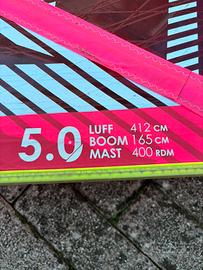 5.0
LUFF 412 CM
BOOM 165 CM
MAST 400 RDM